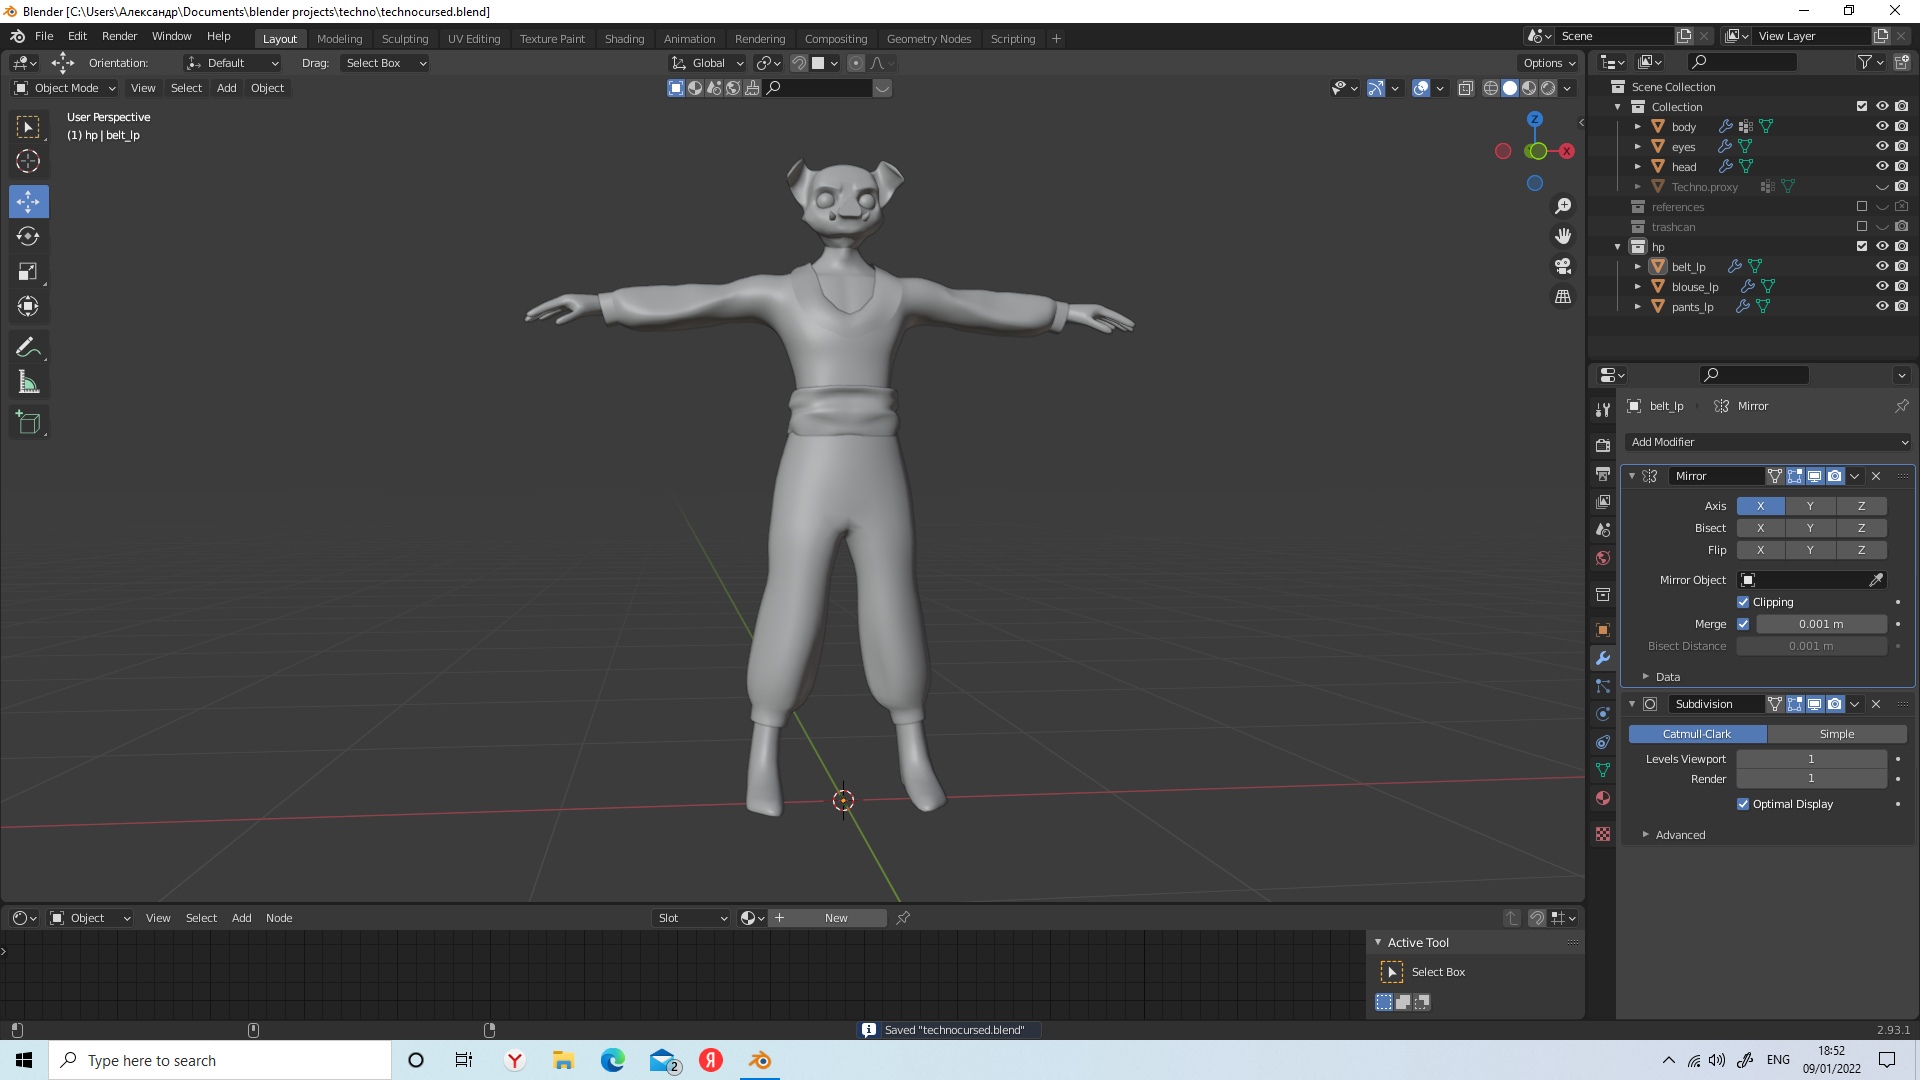 Blender [C:\Users\Александр\Documents\blender projects\techno\technocursed.blend]
File Edit Render Window Help
Layout Modeling Sculpting UV Editing Texture Paint Shading Animation Rendering Compositing Geometry Nodes Scripting +
Scene
View Layer
Orientation: Default Drag: Select Box
Global
Options
Object Mode View Select Add Object
User Perspective
(1) hp | belt_lp
Z
X
Scene Collection
Collection
body
eyes
head
Techno.proxy
references
trashcan
hp
belt_lp
blouse_lp
pants_lp
belt_lp Mirror
Add Modifier
Mirror
Axis X Y Z
Bisect X Y Z
Flip X Y Z
Mirror Object
Clipping
Merge 0.001 m
Bisect Distance 0.001 m
Data
Subdivision
Catmull-Clark Simple
Levels Viewport 1
Render 1
Optimal Display
Advanced
Object View Select Add Node
Slot
New
Active Tool
Select Box
Saved "technocursed.blend"
2.93.1
Type here to search
Y
2
Я
ENG
18:52
09/01/2022